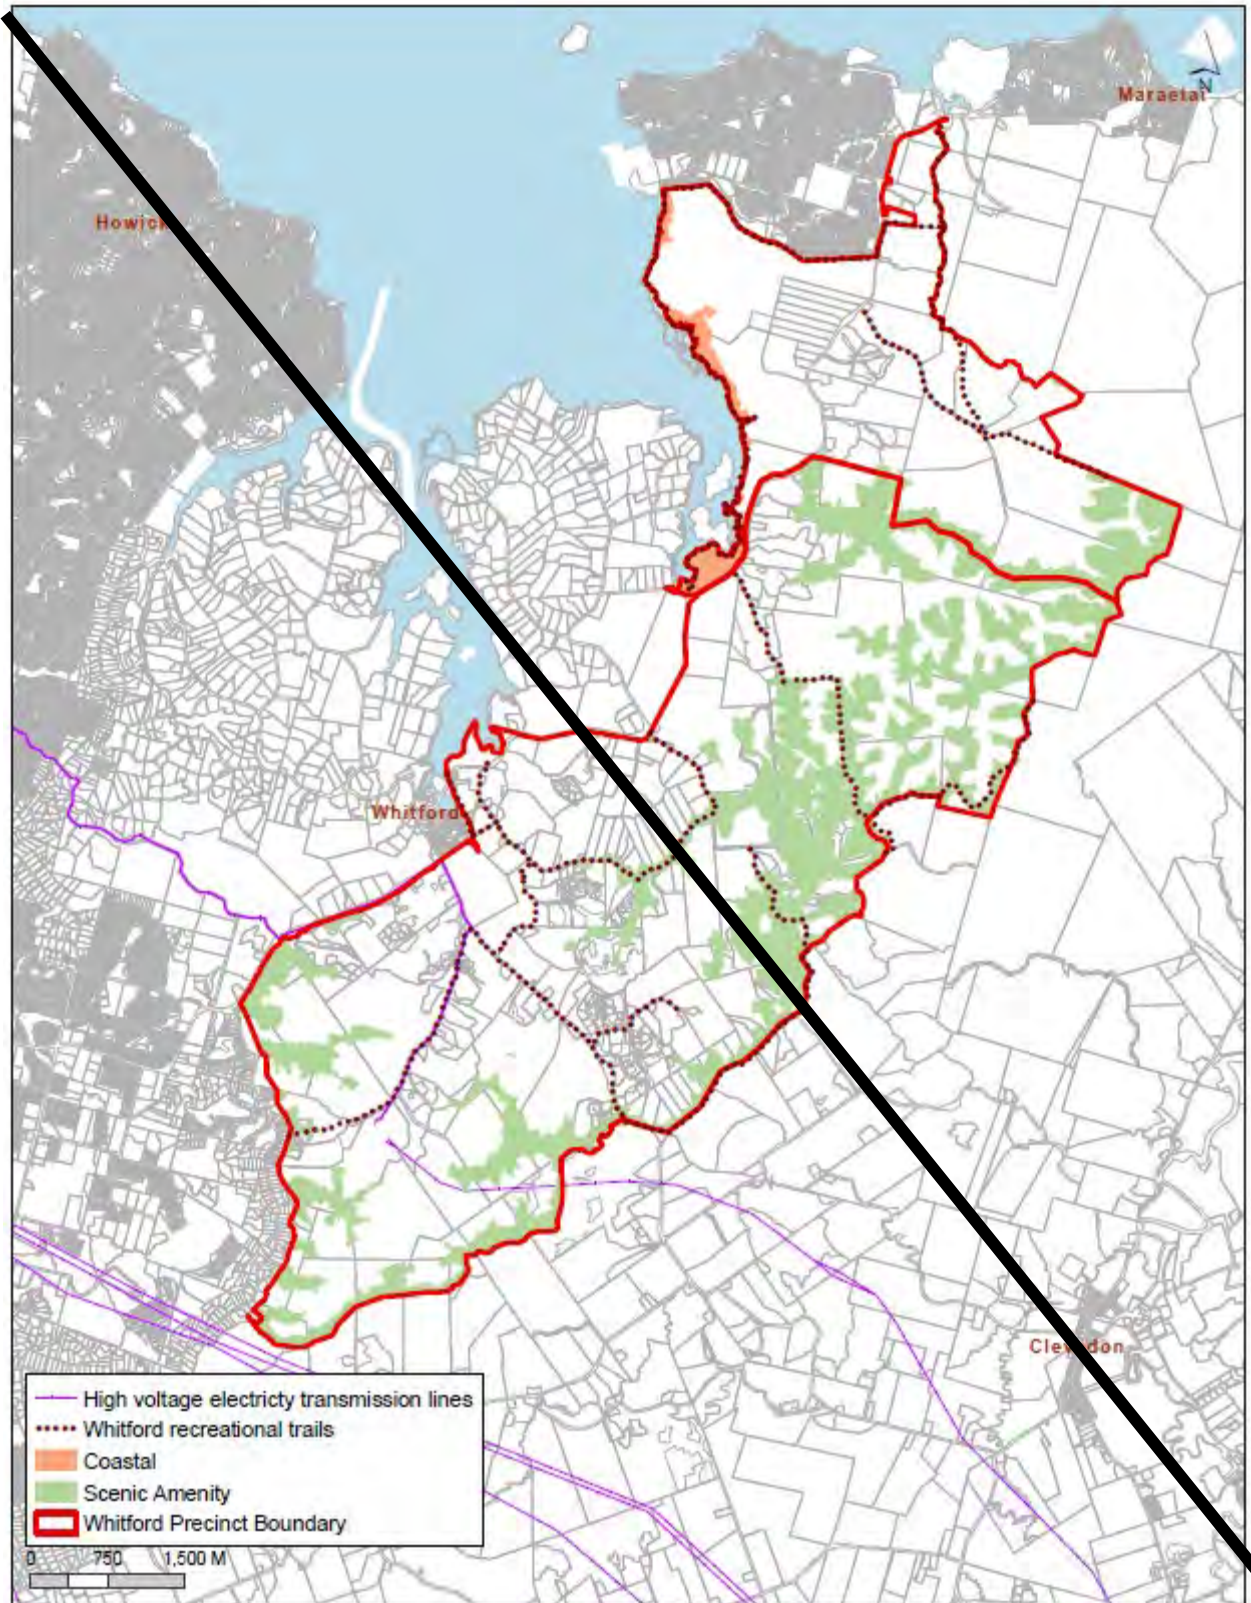 Maraetai
N
Howick
Whitford
Clevedon
High voltage electricty transmission lines
Whitford recreational trails
Coastal
Scenic Amenity
Whitford Precinct Boundary
0 750 1,500 M